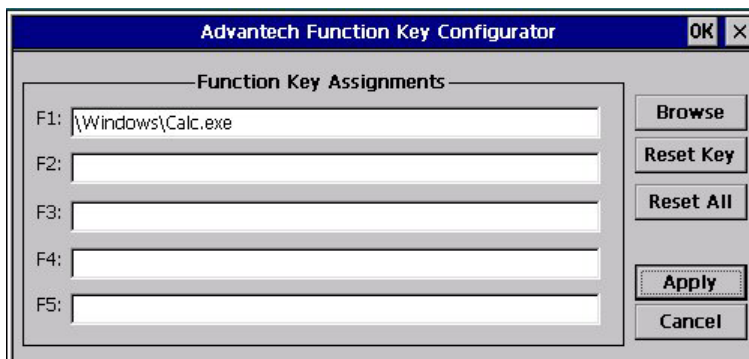 Advantech Function Key Configurator OK ×
Function Key Assignments
F1: \Windows\Calc.exe
F2:
F3:
F4:
F5:
Browse
Reset Key
Reset All
Apply
Cancel